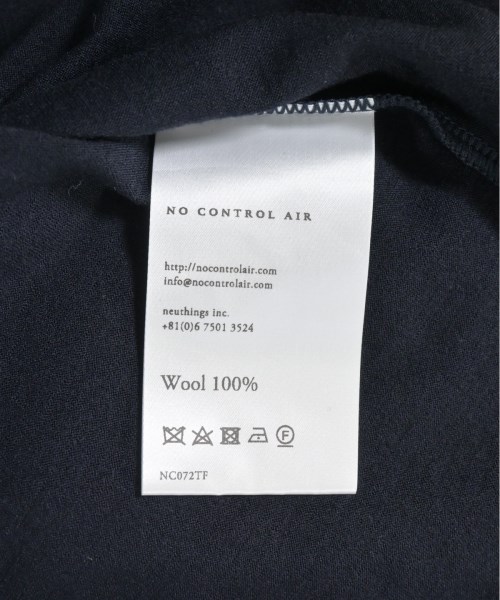 NO CONTROL AIR
http://nocontrolair.com
info@nocontrolair.com
neuthings inc.
+81(0)6 7501 3524
Wool 100%
F
NC072TF